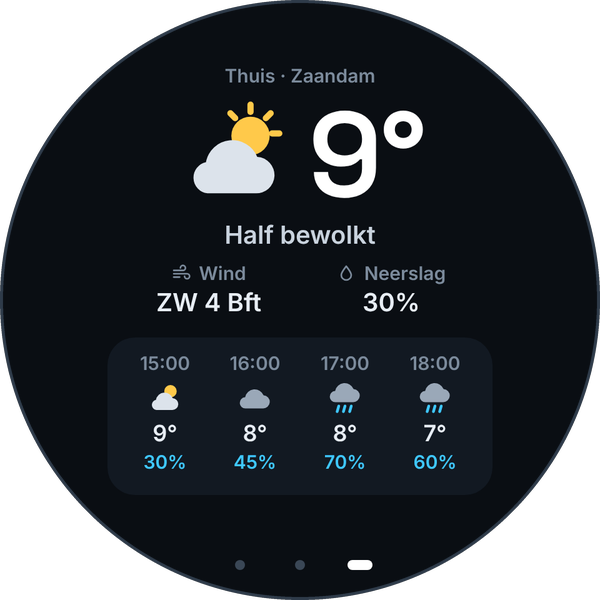 Thuis · Zaandam
9°
Half bewolkt
Wind Neerslag
ZW 4 Bft 30%
15:00 16:00 17:00 18:00
9° 8° 8° 7°
30% 45% 70% 60%